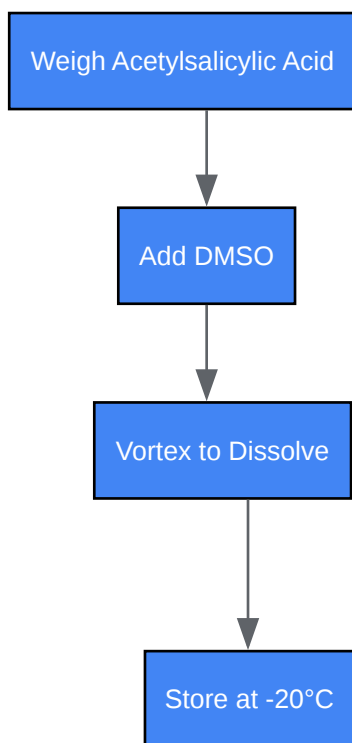 Weigh Acetylsalicylic Acid
Add DMSO
Vortex to Dissolve
Store at -20°C